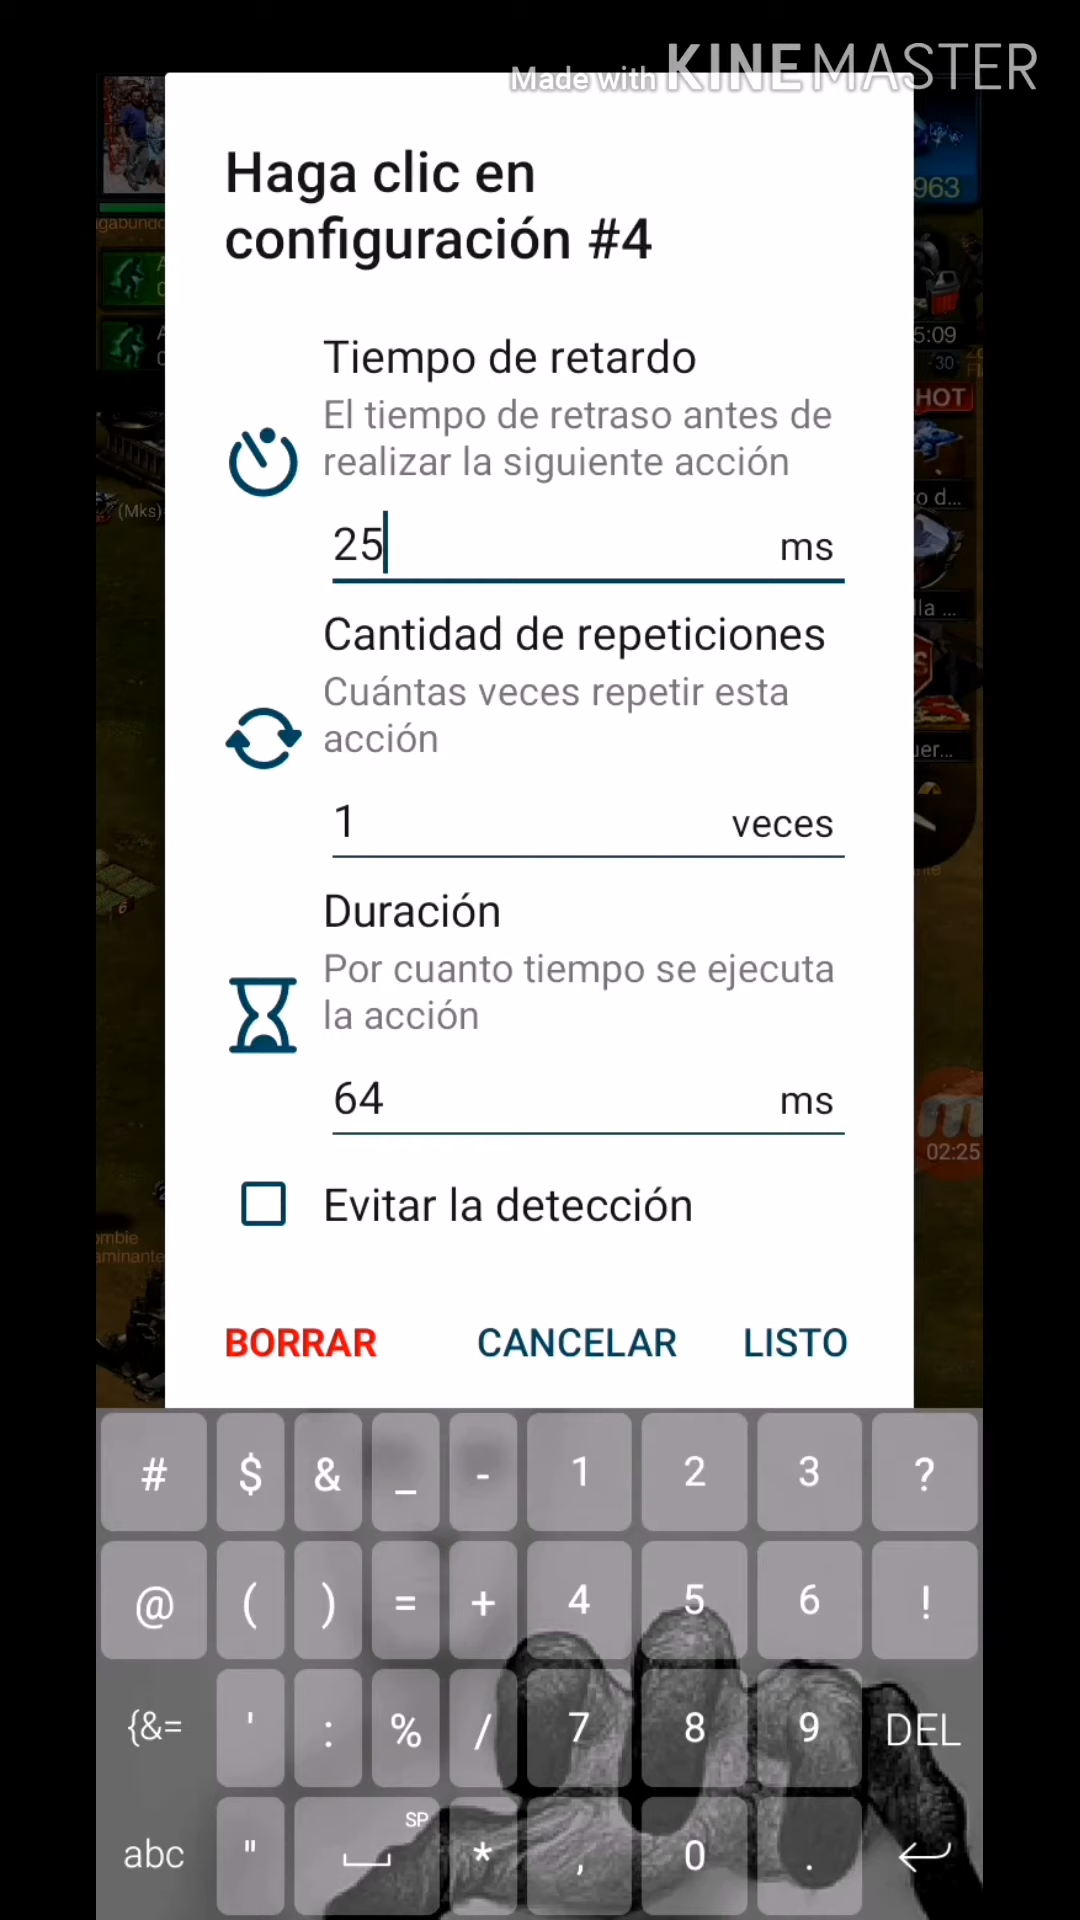 Made with KINEMASTER
Haga clic en
configuración #4
963
Tiempo de retardo
El tiempo de retraso antes de
realizar la siguiente acción
5:09
30
HOT
(Mks)
25 ms
Cantidad de repeticiones
Cuántas veces repetir esta
acción
1 veces
Duración
Por cuanto tiempo se ejecuta
la acción
64 ms
02:25
Evitar la detección
BORRAR CANCELAR LISTO
# $ & _ - 1 2 3 ?
@ ( ) = + 4 5 6 !
{&= ' : % / 7 8 9 DEL
abc " SP * , 0 .